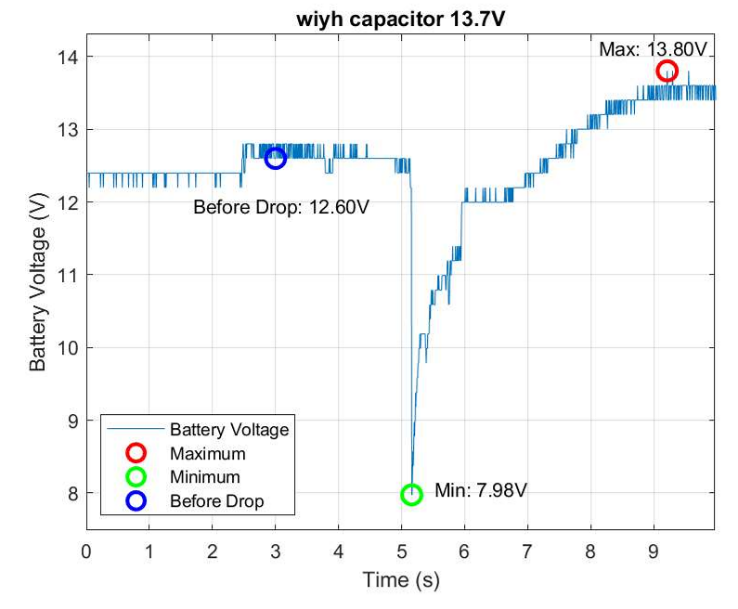 wiyh capacitor 13.7V
Max: 13.80V
14
13
12
11
10
9
8
Battery Voltage (V)
Before Drop: 12.60V
Min: 7.98V
Battery Voltage
Maximum
Minimum
Before Drop
0 1 2 3 4 5 6 7 8 9
Time (s)